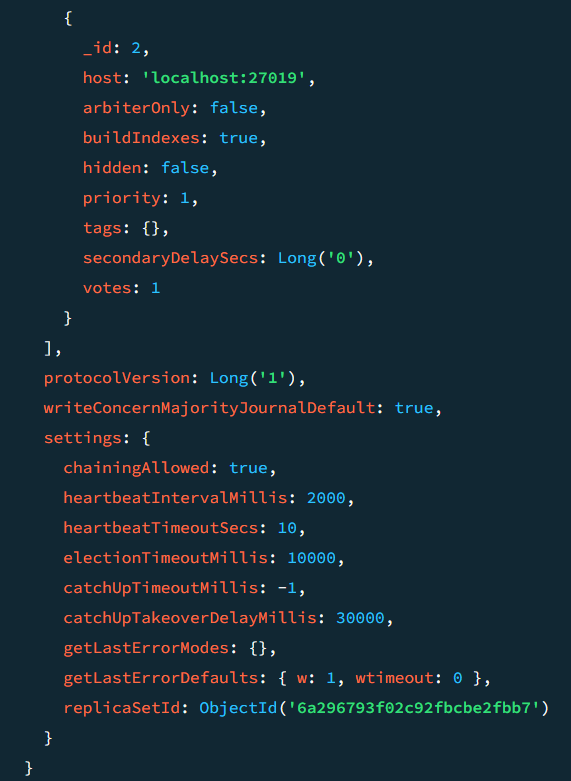 {
_id: 2,
host: 'localhost:27019',
arbiterOnly: false,
buildIndexes: true,
hidden: false,
priority: 1,
tags: {},
secondaryDelaySecs: Long('0'),
votes: 1
}
],
protocolVersion: Long('1'),
writeConcernMajorityJournalDefault: true,
settings: {
chainingAllowed: true,
heartbeatIntervalMillis: 2000,
heartbeatTimeoutSecs: 10,
electionTimeoutMillis: 10000,
catchUpTimeoutMillis: -1,
catchUpTakeoverDelayMillis: 30000,
getLastErrorModes: {},
getLastErrorDefaults: { w: 1, wtimeout: 0 },
replicaSetId: ObjectId('6a296793f02c92fbcbe2fbb7')
}
}